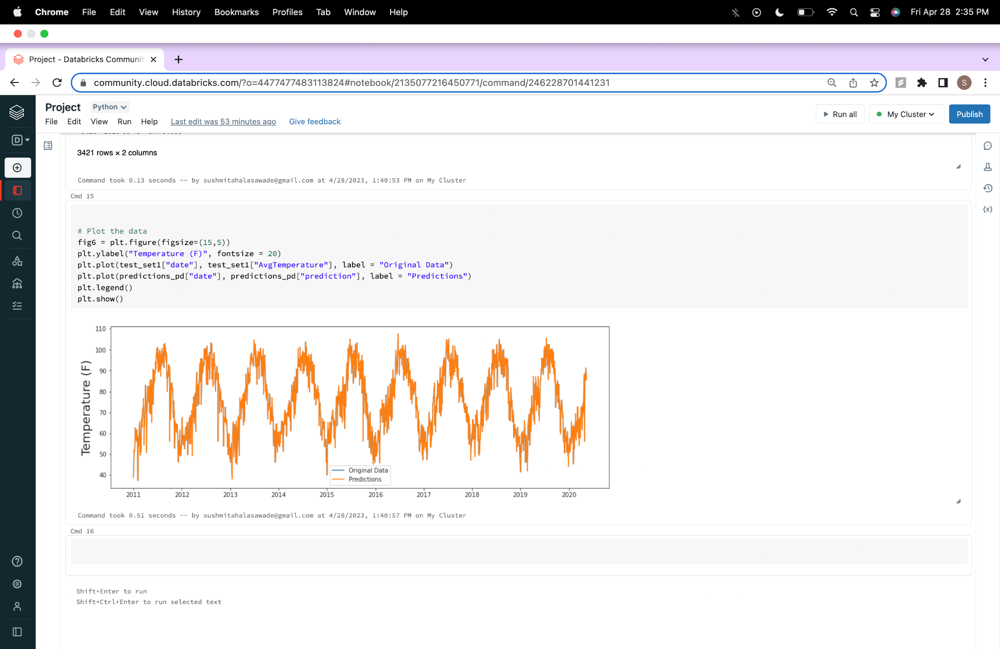 Chrome File Edit View History Bookmarks Profiles Tab Window Help Fri Apr 28 2:35 PM
Project - Databricks Communit
community.cloud.databricks.com/?o=4477477483113824#notebook/2135077216450771/command/246228701441231
S
Project Python
File Edit View Run Help Last edit was 53 minutes ago Give feedback
Run all My Cluster Publish
D
3421 rows × 2 columns
Command took 0.13 seconds -- by sushmitahalasawade@gmail.com at 4/28/2023, 1:40:53 PM on My Cluster
{x}
Cmd 15
# Plot the data
fig6 = plt.figure(figsize=(15,5))
plt.ylabel("Temperature (F)", fontsize = 20)
plt.plot(test_set1["date"], test_set1["AvgTemperature"], label = "Original Data")
plt.plot(predictions_pd["date"], predictions_pd["prediction"], label = "Predictions")
plt.legend()
plt.show()
Temperature (F)
110
100
90
80
70
60
50
40
Original Data
Predictions
2011 2012 2013 2014 2015 2016 2017 2018 2019 2020
Command took 0.51 seconds -- by sushmitahalasawade@gmail.com at 4/28/2023, 1:40:57 PM on My Cluster
Cmd 16
Shift+Enter to run
Shift+Ctrl+Enter to run selected text